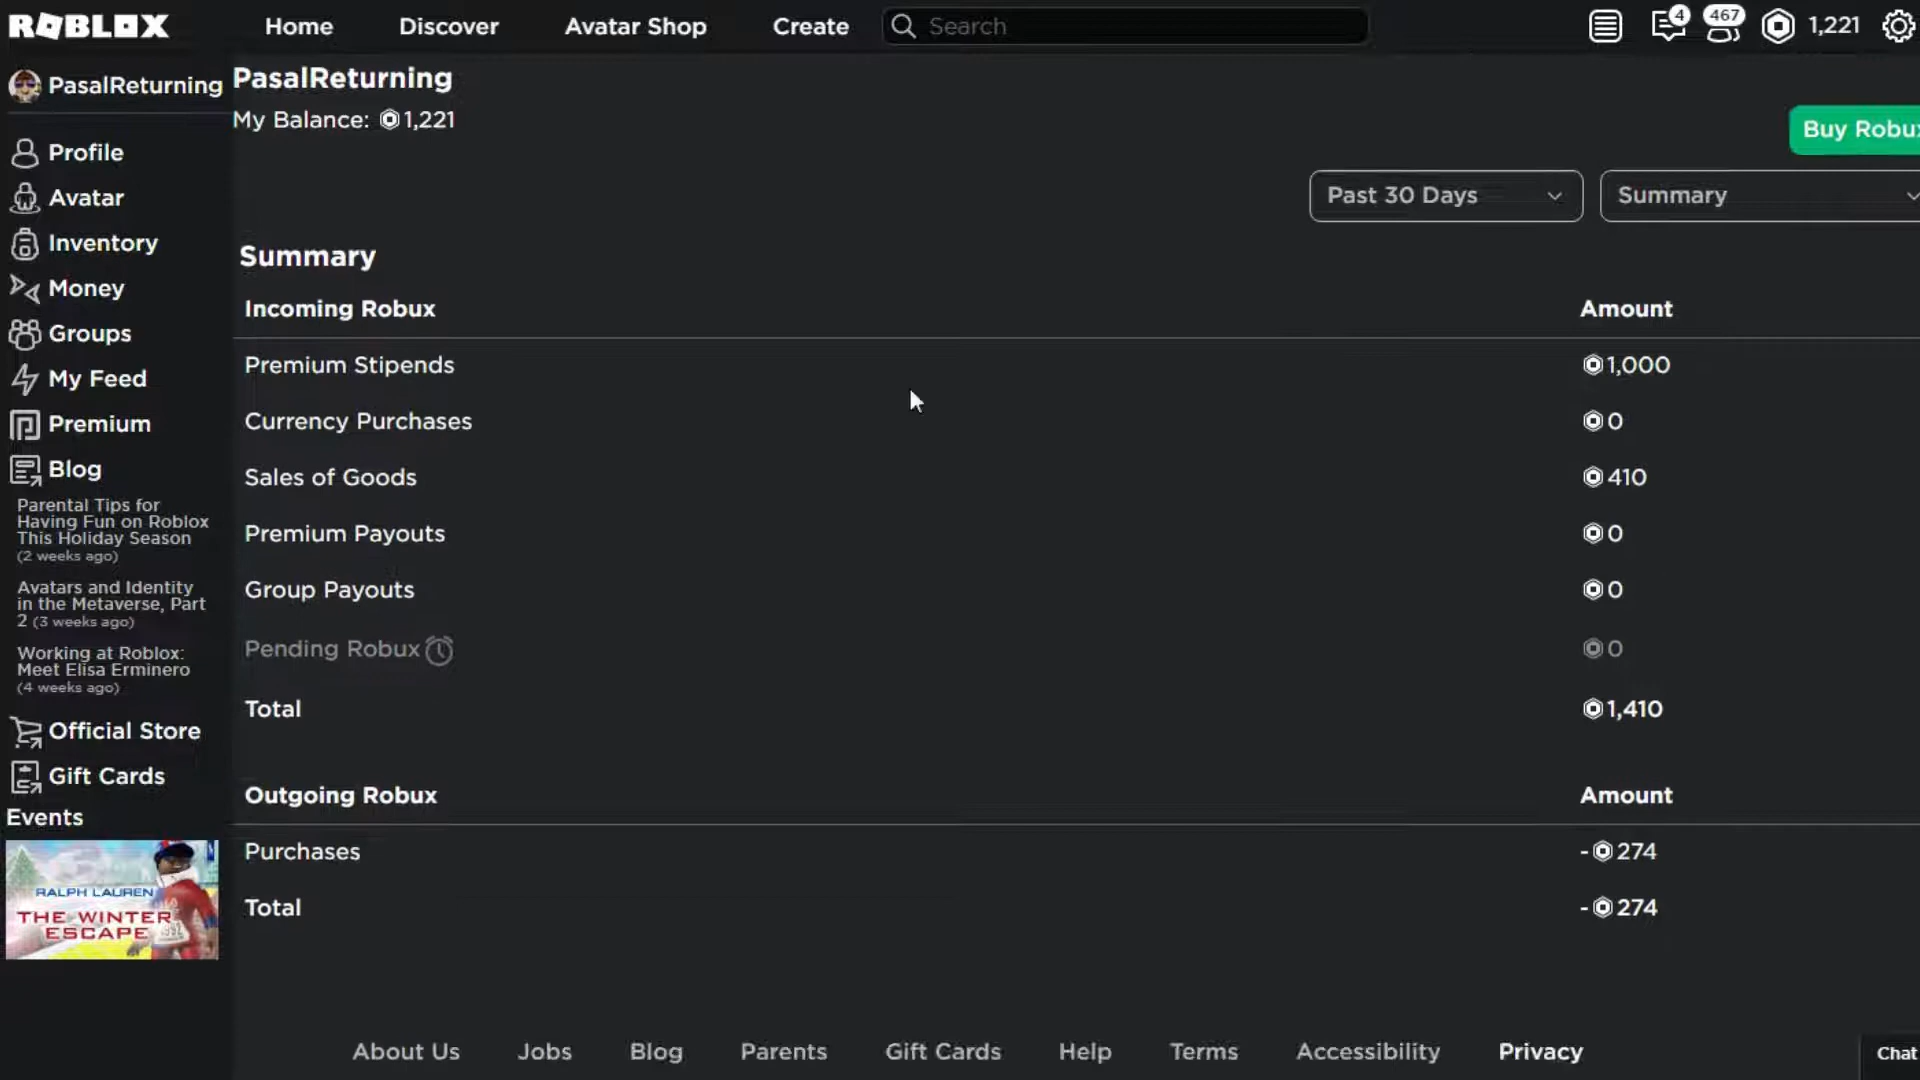 ROBLOX
Home
Discover
Avatar Shop
Create
Search
4
467
1,221
PasalReturning
Profile
Avatar
Inventory
Money
Groups
My Feed
Premium
Blog
Parental Tips for
Having Fun on Roblox
This Holiday Season
(2 weeks ago)
Avatars and Identity
in the Metaverse, Part
2 (3 weeks ago)
Working at Roblox:
Meet Elisa Erminero
(4 weeks ago)
Official Store
Gift Cards
Events
RALPH LAUREN
THE WINTER
ESCAPE
PasalReturning
My Balance: 1,221
Buy Robux
Past 30 Days
Summary
Summary
Incoming Robux Amount
Premium Stipends 1,000
Currency Purchases 0
Sales of Goods 410
Premium Payouts 0
Group Payouts 0
Pending Robux 0
Total 1,410
Outgoing Robux Amount
Purchases -274
Total -274
About Us
Jobs
Blog
Parents
Gift Cards
Help
Terms
Accessibility
Privacy
Chat